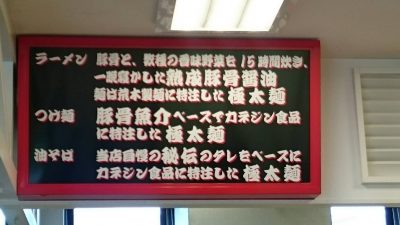 ラーメン 豚骨と、数種の香味野菜を15時間炊き、
一晩寝かした熟成豚骨醤油
麺は荒木製麺に特注した極太麺
つけ麺 豚骨魚介ベースでカネジン食品
に特注した極太麺
油そば 当店自慢の秘伝のタレをベースに
カネジン食品に特注した極太麺